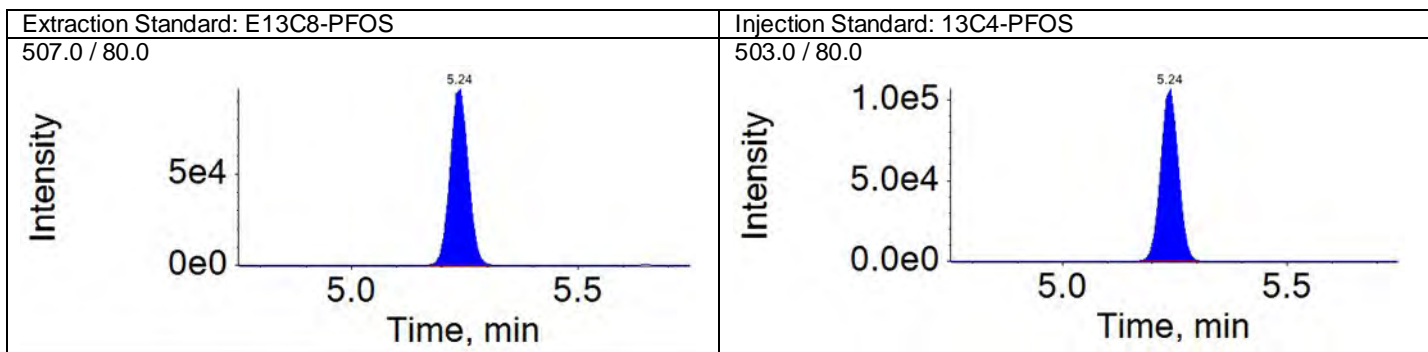 Extraction Standard: E13C8-PFOS
507.0 / 80.0
5.24
Intensity
5e4
0e0
5.0
5.5
Time, min
Injection Standard: 13C4-PFOS
503.0 / 80.0
5.24
Intensity
1.0e5
5.0e4
0.0e0
5.0
5.5
Time, min